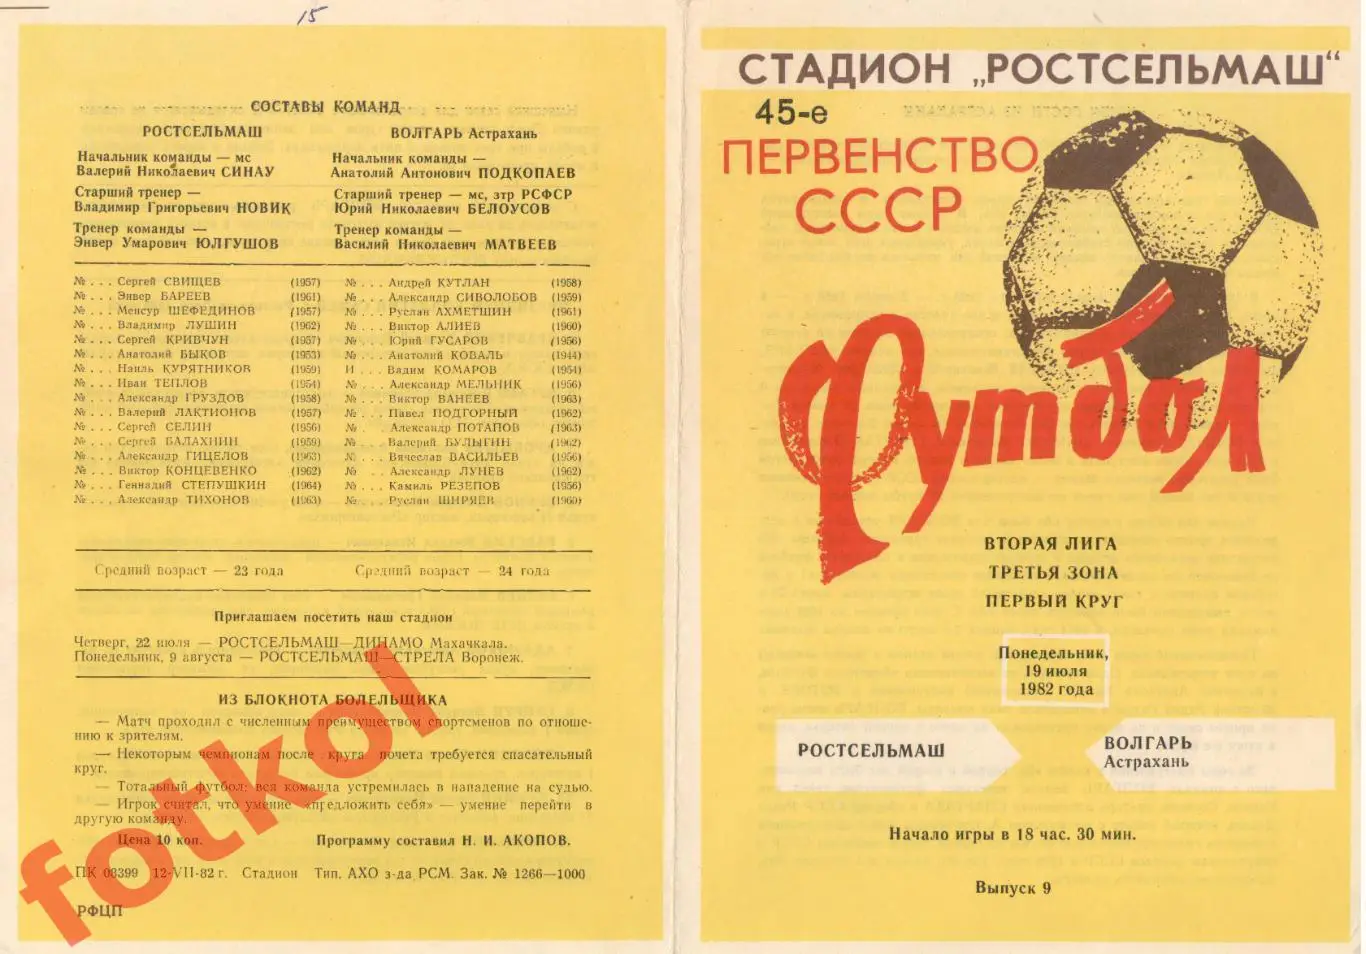 15
СОСТАВЫ КОМАНД
РОСТСЕЛЬМАШ
Начальник команды — мс
Валерий Николаевич СИНАУ
Старший тренер —
Владимир Григорьевич НОВИК
Тренер команды —
Энвер Умарович ЮЛГУШОВ
ВОЛГАРЬ Астрахань
Начальник команды —
Анатолий Антонович ПОДКОПАЕВ
Старший тренер — мс, зтр РСФСР
Юрий Николаевич БЕЛОУСОВ
Тренер команды —
Василий Николаевич МАТВЕЕВ
№ . . . Сергей СВИЩЕВ (1957)
№ . . . Энвер БАРЕЕВ (1961)
№ . . . Менсур ШЕФЕДИНОВ (1957)
№ . . . Владимир ЛУШИН (1962)
№ . . . Сергей КРИВЧУН (1957)
№ . . . Анатолий БЫКОВ (1953)
№ . . . Наиль КУРЯТНИКОВ (1959)
№ . . . Иван ТЕПЛОВ (1954)
№ . . . Александр ГРУЗДОВ (1958)
№ . . . Валерий ЛАКТИОНОВ (1957)
№ . . . Сергей СЕЛИН (1956)
№ . . . Сергей БАЛАХНИН (1959)
№ . . . Александр ГИЦЕЛОВ (1963)
№ . . . Виктор КОНЦЕВЕНКО (1962)
№ . . . Геннадий СТЕПУШКИН (1964)
№ . . . Александр ТИХОНОВ (1963)
№ . . . Андрей КУТЛАН (1958)
№ . . . Александр СИВОЛОБОВ (1959)
№ . . . Руслан АХМЕТШИН (1961)
№ . . . Виктор АЛИЕВ (1960)
№ . . . Юрий ГУСАРОВ (1956)
№ . . . Анатолий КОВАЛЬ (1944)
И . . . Вадим КОМАРОВ (1954)
№ . . . Александр МЕЛЬНИК (1956)
№ . . . Виктор ВАНЕЕВ (1963)
№ . . . Павел ПОДГОРНЫЙ (1962)
№ . Александр ПОТАПОВ (1963)
№ . . . Валерий БУЛЫГИН (1962)
№ . . . Вячеслав ВАСИЛЬЕВ (1956)
№ . . . Александр ЛУНЕВ (1962)
№ . . . Камиль РЕЗЕПОВ (1956)
№ . . . Руслан ШИРЯЕВ (1960)
Средний возраст — 23 года
Средний возраст — 24 года
Приглашаем посетить наш стадион
Четверг, 22 июля — РОСТСЕЛЬМАШ—ДИНАМО Махачкала.
Понедельник, 9 августа — РОСТСЕЛЬМАШ—СТРЕЛА Воронеж.
ИЗ БЛОКНОТА БОЛЕЛЬЩИКА
— Матч проходил с численным преимуществом спортсменов по отноше-
нию к зрителям.
— Некоторым чемпионам после круга почета требуется спасательный
круг.
— Тотальный футбол: вся команда устремилась в нападение на судью.
— Игрок считал, что умение «предложить себя» — умение перейти в
другую команду.
Цена 10 коп. Программу составил Н. И. АКОПОВ.
ПК 08399 12-VII-82 г. Стадион Тип. АХО з-да РСМ. Зак. № 1266—1000
РФЦП
fotkol
СТАДИОН „РОСТСЕЛЬМАШ“
45-е
ПЕРВЕНСТВО
СССР
Футбол
ВТОРАЯ ЛИГА
ТРЕТЬЯ ЗОНА
ПЕРВЫЙ КРУГ
Понедельник,
19 июля
1982 года
РОСТСЕЛЬМАШ
ВОЛГАРЬ
Астрахань
Начало игры в 18 час. 30 мин.
Выпуск 9